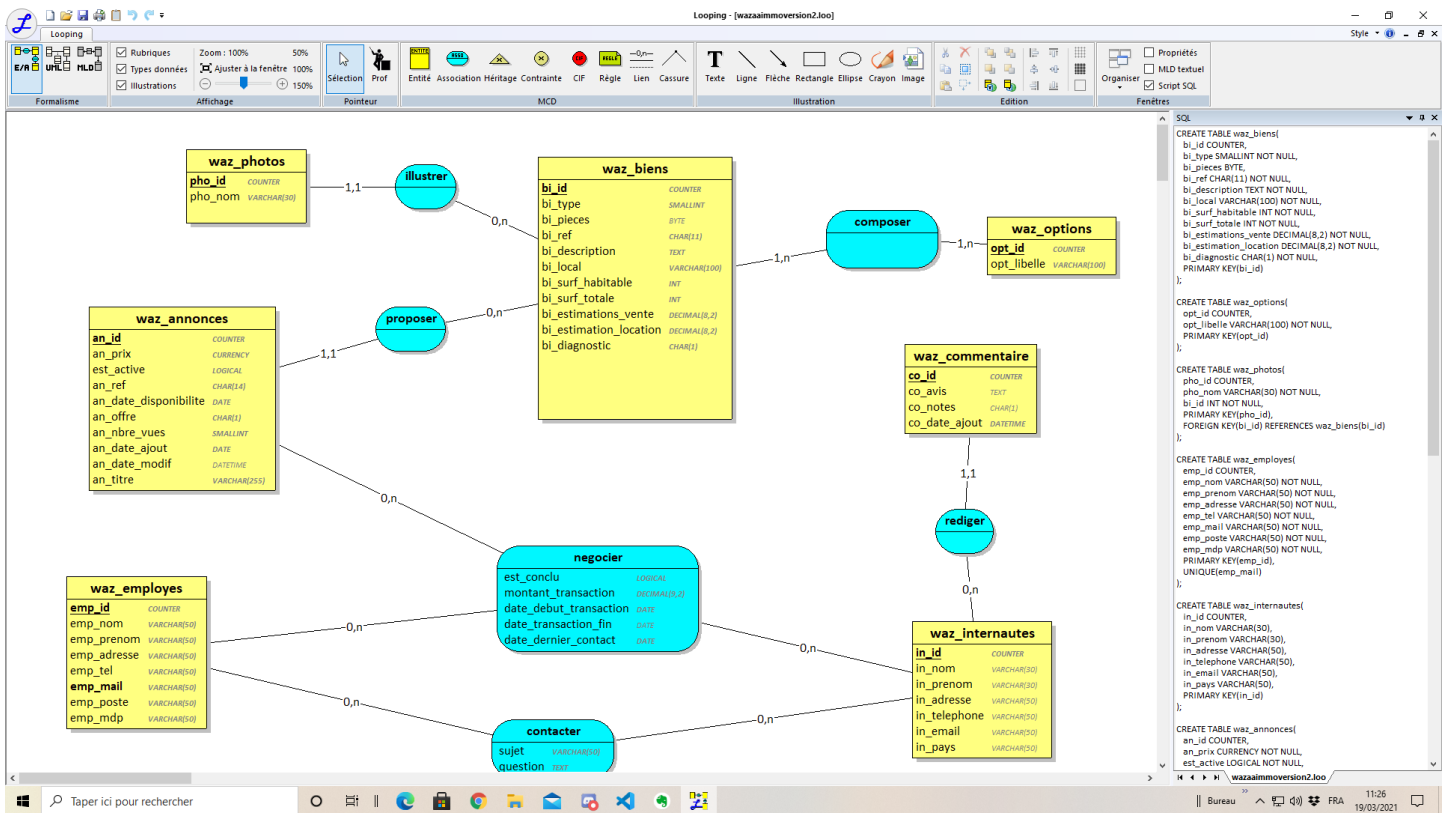 Looping - [wazaaimmoversion2.loo]
Looping
Style
E/A
UML
MLD
Formalisme
Rubriques
Types données
Illustrations
Zoom : 100%
50%
Ajuster à la fenêtre
100%
150%
Affichage
Sélection
Prof
Pointeur
Entité
Association
Héritage
Contrainte
CIF
Règle
Lien
Cassure
MCD
Texte
Ligne
Flèche
Rectangle
Ellipse
Crayon
Image
Illustration
Edition
Organiser
Propriétés
MLD textuel
Script SQL
Fenêtres
waz_photos
pho_id COUNTER
pho_nom VARCHAR(30)
1,1
illustrer
0,n
waz_biens
bi_id COUNTER
bi_type SMALLINT
bi_pieces BYTE
bi_ref CHAR(11)
bi_description TEXT
bi_local VARCHAR(100)
bi_surf_habitable INT
bi_surf_totale INT
bi_estimations_vente DECIMAL(8,2)
bi_estimation_location DECIMAL(8,2)
bi_diagnostic CHAR(1)
1,n
composer
1,n
waz_options
opt_id COUNTER
opt_libelle VARCHAR(100)
waz_annonces
an_id COUNTER
an_prix CURRENCY
est_active LOGICAL
an_ref CHAR(14)
an_date_disponibilite DATE
an_offre CHAR(1)
an_nbre_vues SMALLINT
an_date_ajout DATE
an_date_modif DATETIME
an_titre VARCHAR(255)
1,1
proposer
0,n
waz_commentaire
co_id COUNTER
co_avis TEXT
co_notes CHAR(1)
co_date_ajout DATETIME
1,1
rediger
0,n
0,n
negocier
est_conclu LOGICAL
montant_transaction DECIMAL(9,2)
date_debut_transaction DATE
date_transaction_fin DATE
date_dernier_contact DATE
waz_employes
emp_id COUNTER
emp_nom VARCHAR(50)
emp_prenom VARCHAR(50)
emp_adresse VARCHAR(50)
emp_tel VARCHAR(50)
emp_mail VARCHAR(50)
emp_poste VARCHAR(50)
emp_mdp VARCHAR(50)
0,n
0,n
0,n
contacter
sujet VARCHAR(50)
question TEXT
0,n
waz_internautes
in_id COUNTER
in_nom VARCHAR(30)
in_prenom VARCHAR(30)
in_adresse VARCHAR(50)
in_telephone VARCHAR(50)
in_email VARCHAR(50)
in_pays VARCHAR(50)
SQL
CREATE TABLE waz_biens(
bi_id COUNTER,
bi_type SMALLINT NOT NULL,
bi_pieces BYTE,
bi_ref CHAR(11) NOT NULL,
bi_description TEXT NOT NULL,
bi_local VARCHAR(100) NOT NULL,
bi_surf_habitable INT NOT NULL,
bi_surf_totale INT NOT NULL,
bi_estimations_vente DECIMAL(8,2) NOT NULL,
bi_estimation_location DECIMAL(8,2) NOT NULL,
bi_diagnostic CHAR(1) NOT NULL,
PRIMARY KEY(bi_id)
);
CREATE TABLE waz_options(
opt_id COUNTER,
opt_libelle VARCHAR(100) NOT NULL,
PRIMARY KEY(opt_id)
);
CREATE TABLE waz_photos(
pho_id COUNTER,
pho_nom VARCHAR(30) NOT NULL,
bi_id INT NOT NULL,
PRIMARY KEY(pho_id),
FOREIGN KEY(bi_id) REFERENCES waz_biens(bi_id)
);
CREATE TABLE waz_employes(
emp_id COUNTER,
emp_nom VARCHAR(50) NOT NULL,
emp_prenom VARCHAR(50) NOT NULL,
emp_adresse VARCHAR(50) NOT NULL,
emp_tel VARCHAR(50) NOT NULL,
emp_mail VARCHAR(50) NOT NULL,
emp_poste VARCHAR(50) NOT NULL,
emp_mdp VARCHAR(50) NOT NULL,
PRIMARY KEY(emp_id),
UNIQUE(emp_mail)
);
CREATE TABLE waz_internautes(
in_id COUNTER,
in_nom VARCHAR(30),
in_prenom VARCHAR(30),
in_adresse VARCHAR(50),
in_telephone VARCHAR(50),
in_email VARCHAR(50),
in_pays VARCHAR(50),
PRIMARY KEY(in_id)
);
CREATE TABLE waz_annonces(
an_id COUNTER,
an_prix CURRENCY NOT NULL,
est_active LOGICAL NOT NULL,
wazaaimmoversion2.loo
Taper ici pour rechercher
Bureau
FRA
11:26
19/03/2021